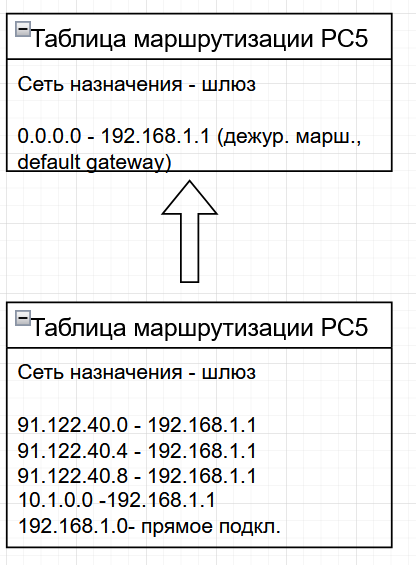 Таблица маршрутизации PC5
Сеть назначения - шлюз
0.0.0.0 - 192.168.1.1 (дежур. марш.,
default gateway)
Таблица маршрутизации PC5
Сеть назначения - шлюз
91.122.40.0 - 192.168.1.1
91.122.40.4 - 192.168.1.1
91.122.40.8 - 192.168.1.1
10.1.0.0 -192.168.1.1
192.168.1.0- прямое подкл.